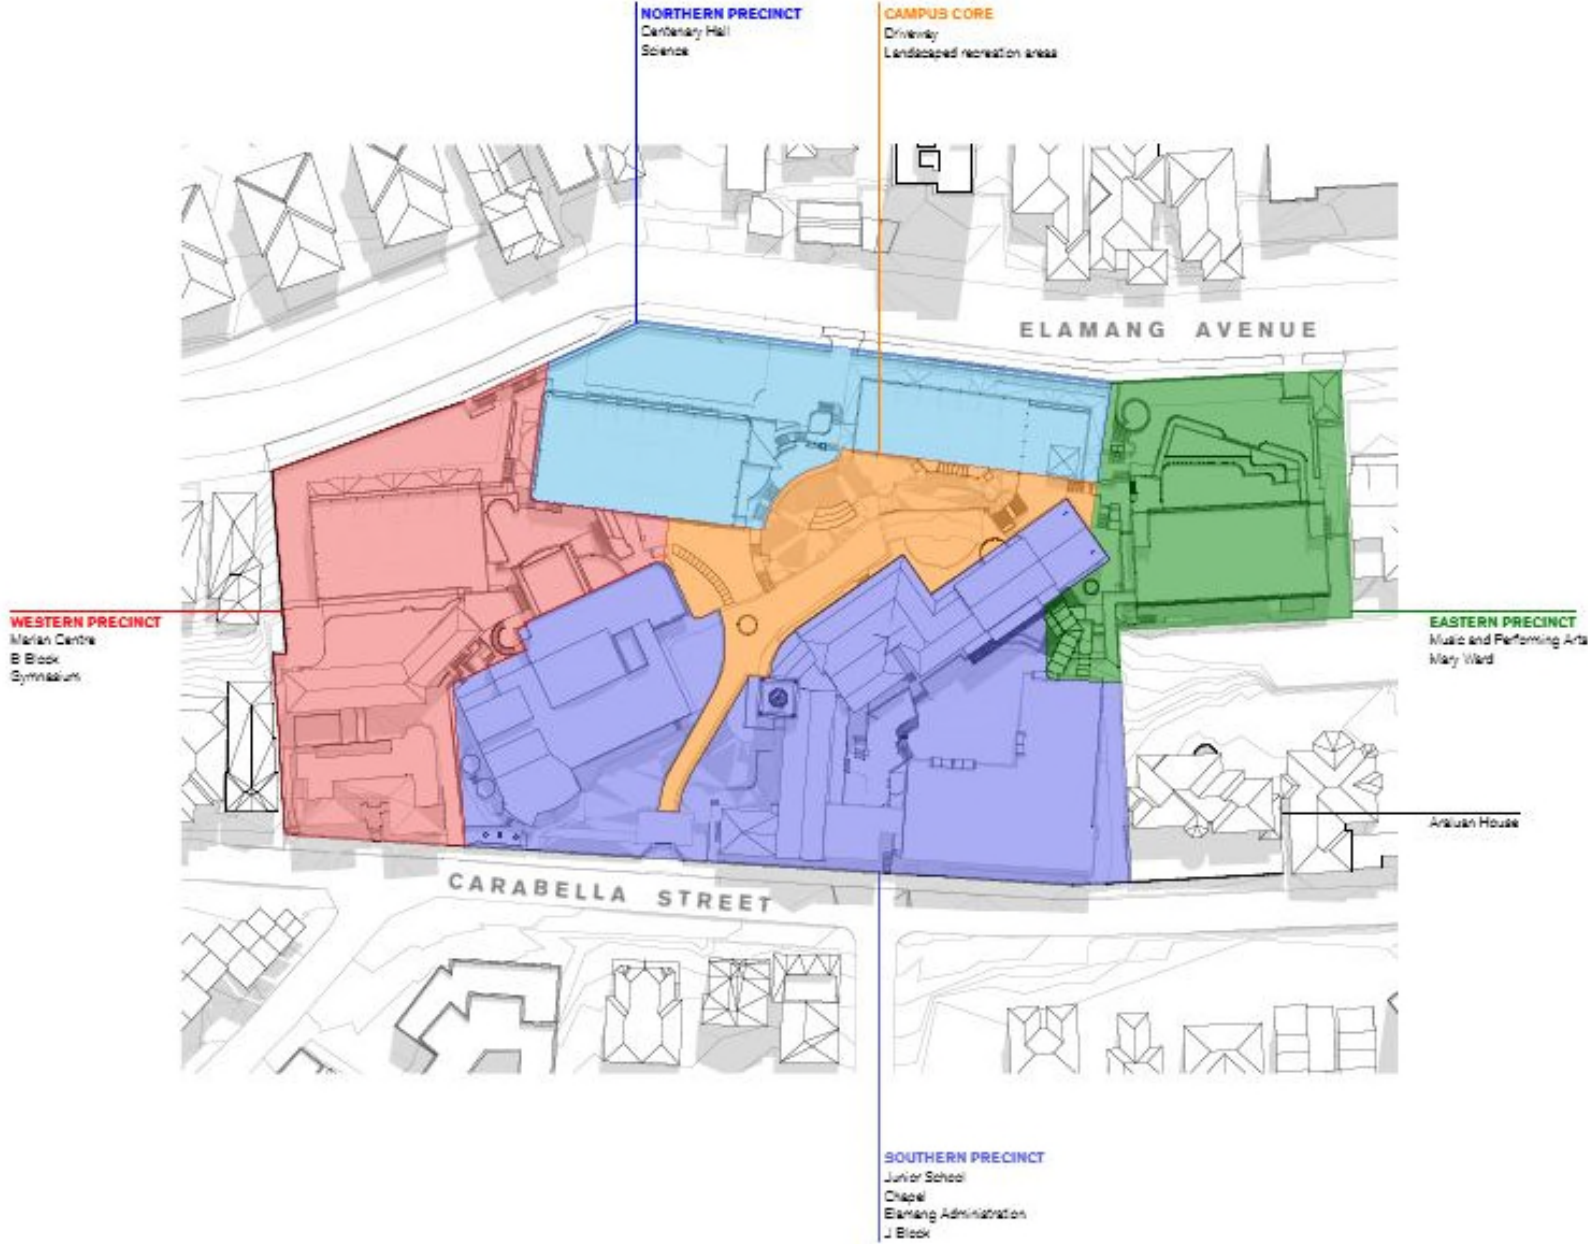 NORTHERN PRECINCT
Centenary Hall
Science
CAMPUS CORE
Driveway
Landscaped recreation areas
ELAMANG AVENUE
WESTERN PRECINCT
Marian Centre
B Block
Gymnasium
EASTERN PRECINCT
Music and Performing Arts
Mary Ward
Araluan House
CARABELLA STREET
SOUTHERN PRECINCT
Junior School
Chapel
Elamang Administration
J Block